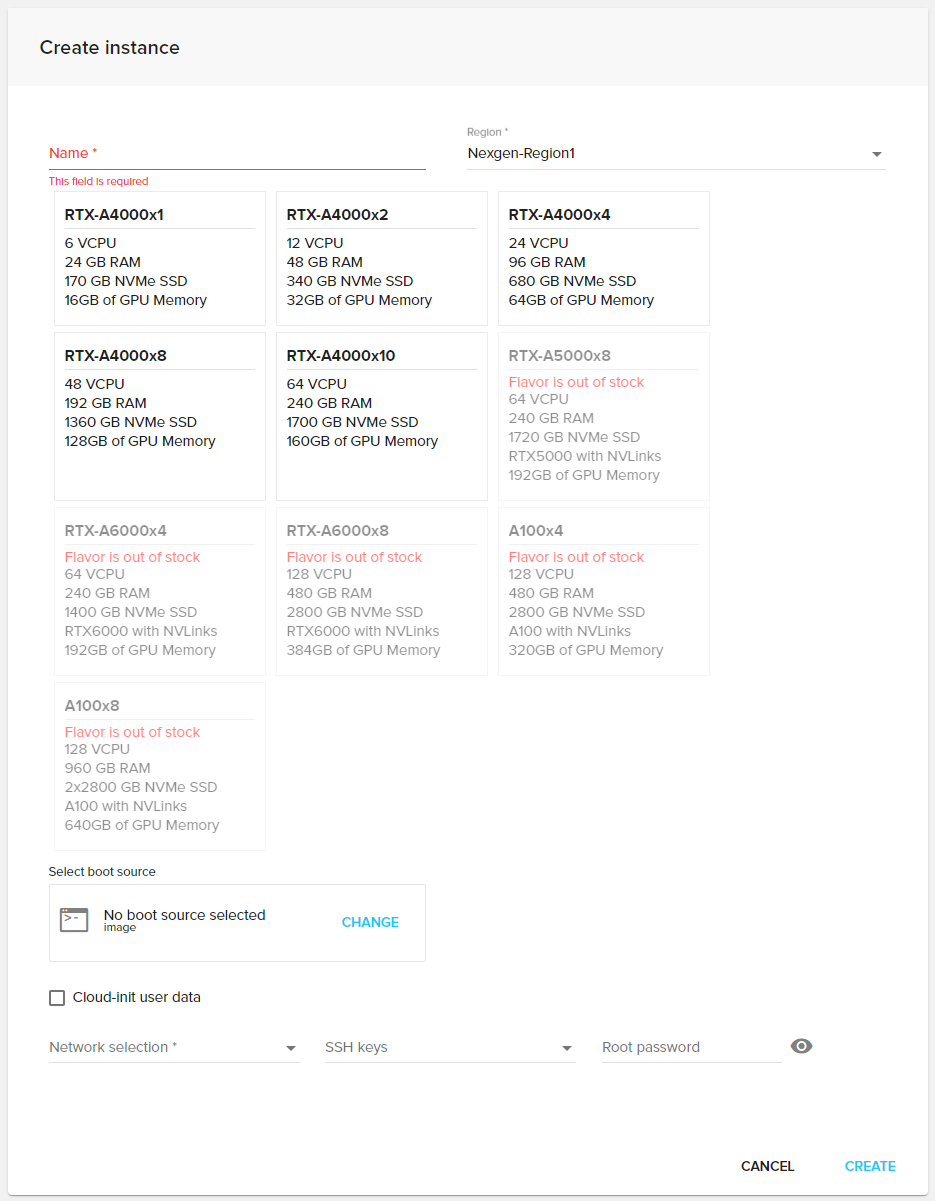 Create instance
Name *
Region *
Nexgen-Region1
This field is required
RTX-A4000x1
6 VCPU
24 GB RAM
170 GB NVMe SSD
16GB of GPU Memory
RTX-A4000x2
12 VCPU
48 GB RAM
340 GB NVMe SSD
32GB of GPU Memory
RTX-A4000x4
24 VCPU
96 GB RAM
680 GB NVMe SSD
64GB of GPU Memory
RTX-A4000x8
48 VCPU
192 GB RAM
1360 GB NVMe SSD
128GB of GPU Memory
RTX-A4000x10
64 VCPU
240 GB RAM
1700 GB NVMe SSD
160GB of GPU Memory
RTX-A5000x8
Flavor is out of stock
64 VCPU
240 GB RAM
1720 GB NVMe SSD
RTX5000 with NVLinks
192GB of GPU Memory
RTX-A6000x4
Flavor is out of stock
64 VCPU
240 GB RAM
1400 GB NVMe SSD
RTX6000 with NVLinks
192GB of GPU Memory
RTX-A6000x8
Flavor is out of stock
128 VCPU
480 GB RAM
2800 GB NVMe SSD
RTX6000 with NVLinks
384GB of GPU Memory
A100x4
Flavor is out of stock
128 VCPU
480 GB RAM
2800 GB NVMe SSD
A100 with NVLinks
320GB of GPU Memory
A100x8
Flavor is out of stock
128 VCPU
960 GB RAM
2x2800 GB NVMe SSD
A100 with NVLinks
640GB of GPU Memory
Select boot source
No boot source selected
image
CHANGE
Cloud-init user data
Network selection *
SSH keys
Root password
CANCEL
CREATE